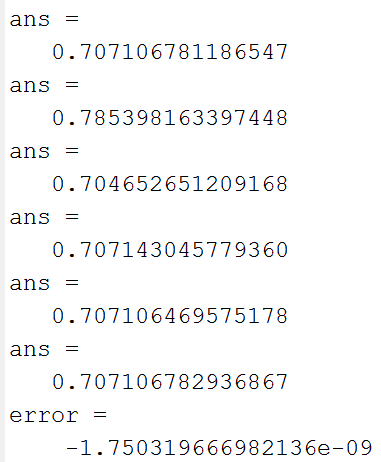 ans =
0.707106781186547
ans =
0.785398163397448
ans =
0.704652651209168
ans =
0.707143045779360
ans =
0.707106469575178
ans =
0.707106782936867
error =
-1.750319666982136e-09